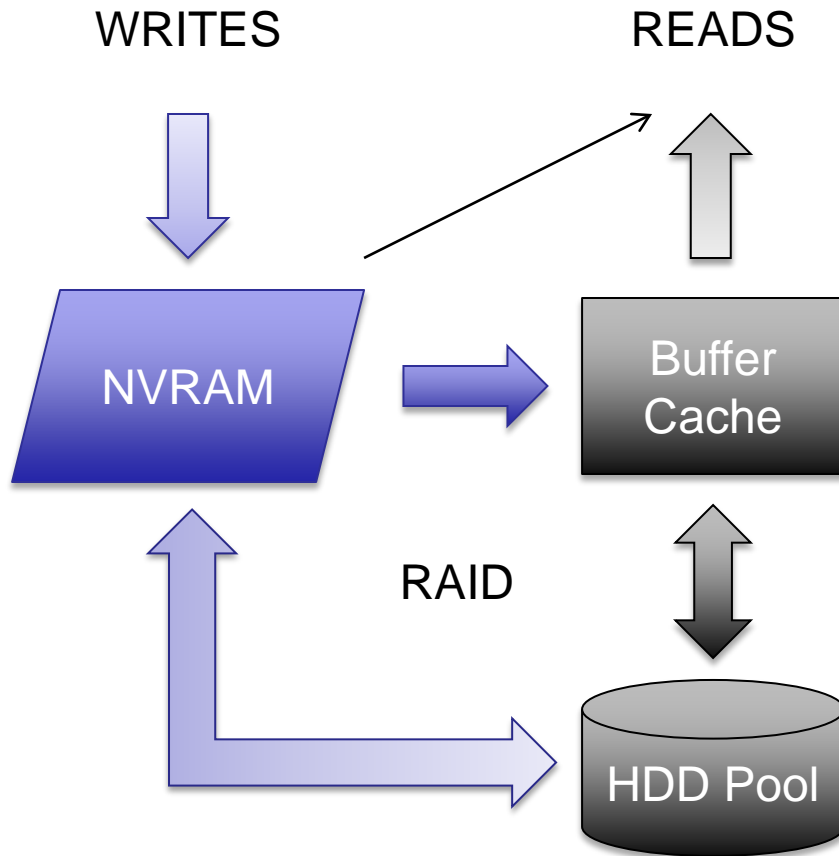 WRITES
READS
NVRAM
Buffer
Cache
RAID
HDD Pool